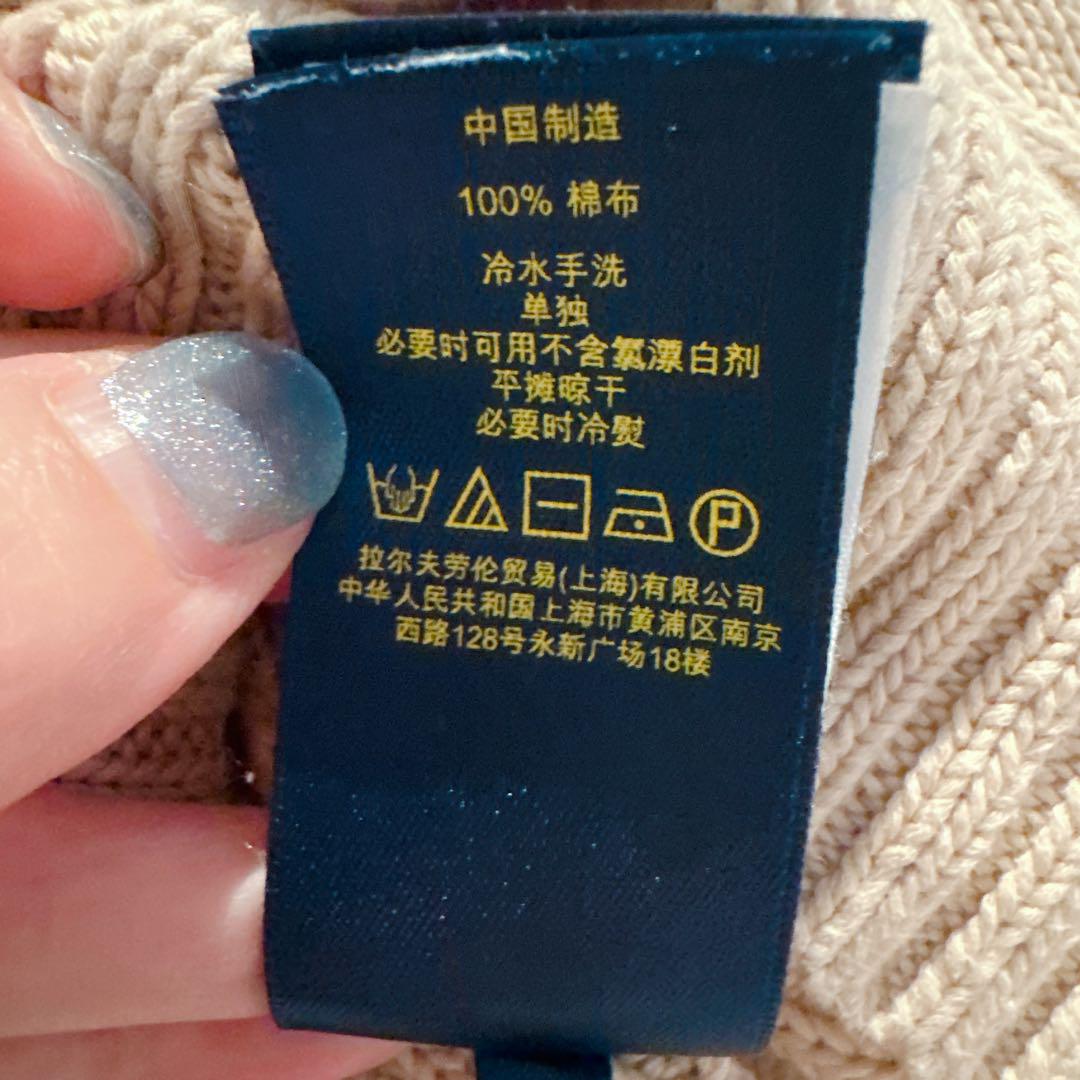 中国制造
100% 棉布
冷水手洗
单独
必要时可用不含氯漂白剂
平摊晾干
必要时冷熨
P
拉尔夫劳伦贸易(上海)有限公司
中华人民共和国上海市黄浦区南京
西路128号永新广场18楼